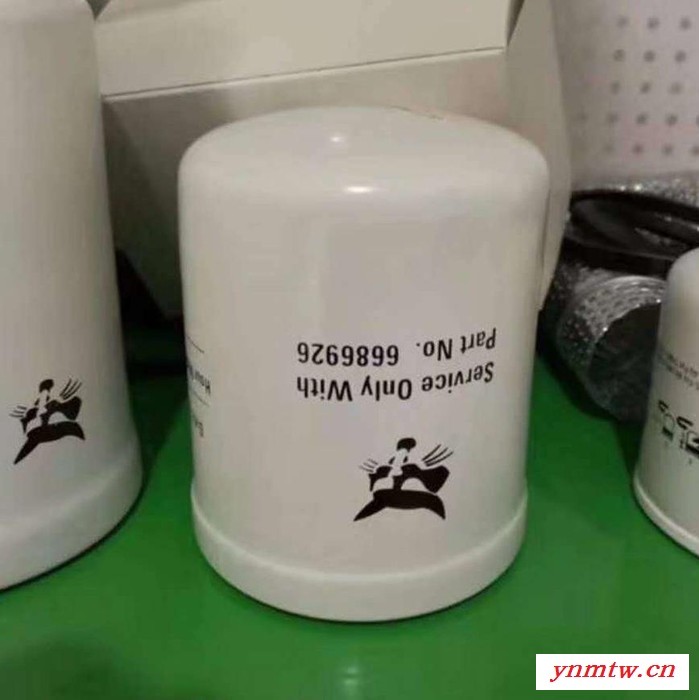 Service Only With
Part No. 6686926
ynmtw.cn